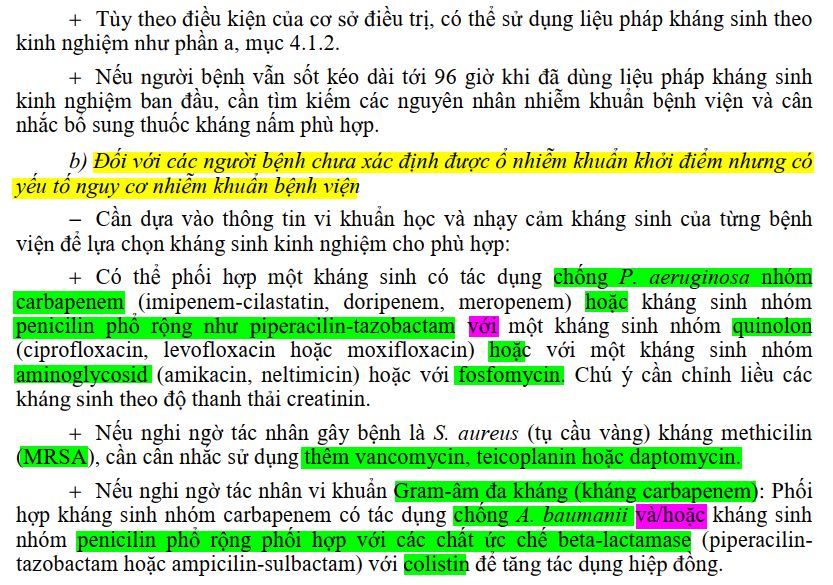 + Tùy theo điều kiện của cơ sở điều trị, có thể sử dụng liệu pháp kháng sinh theo
kinh nghiệm như phần a, mục 4.1.2.
+ Nếu người bệnh vẫn sốt kéo dài tới 96 giờ khi đã dùng liệu pháp kháng sinh
kinh nghiệm ban đầu, cần tìm kiếm các nguyên nhân nhiễm khuẩn bệnh viện và cân
nhắc bổ sung thuốc kháng nấm phù hợp.
b) Đối với các người bệnh chưa xác định được ổ nhiễm khuẩn khởi điểm nhưng có
yếu tố nguy cơ nhiễm khuẩn bệnh viện
− Cần dựa vào thông tin vi khuẩn học và nhạy cảm kháng sinh của từng bệnh
viện để lựa chọn kháng sinh kinh nghiệm cho phù hợp:
+ Có thể phối hợp một kháng sinh có tác dụng chống P. aeruginosa nhóm
carbapenem (imipenem-cilastatin, doripenem, meropenem) hoặc kháng sinh nhóm
penicilin phổ rộng như piperacilin-tazobactam với một kháng sinh nhóm quinolon
(ciprofloxacin, levofloxacin hoặc moxifloxacin) hoặc với một kháng sinh nhóm
aminoglycosid (amikacin, neltimicin) hoặc với fosfomycin. Chú ý cần chỉnh liều các
kháng sinh theo độ thanh thải creatinin.
+ Nếu nghi ngờ tác nhân gây bệnh là S. aureus (tụ cầu vàng) kháng methicilin
(MRSA), cần cân nhắc sử dụng thêm vancomycin, teicoplanin hoặc daptomycin.
+ Nếu nghi ngờ tác nhân vi khuẩn Gram-âm đa kháng (kháng carbapenem): Phối
hợp kháng sinh nhóm carbapenem có tác dụng chống A. baumanii và/hoặc kháng sinh
nhóm penicilin phổ rộng phối hợp với các chất ức chế beta-lactamase (piperacilin-
tazobactam hoặc ampicilin-sulbactam) với colistin để tăng tác dụng hiệp đồng.